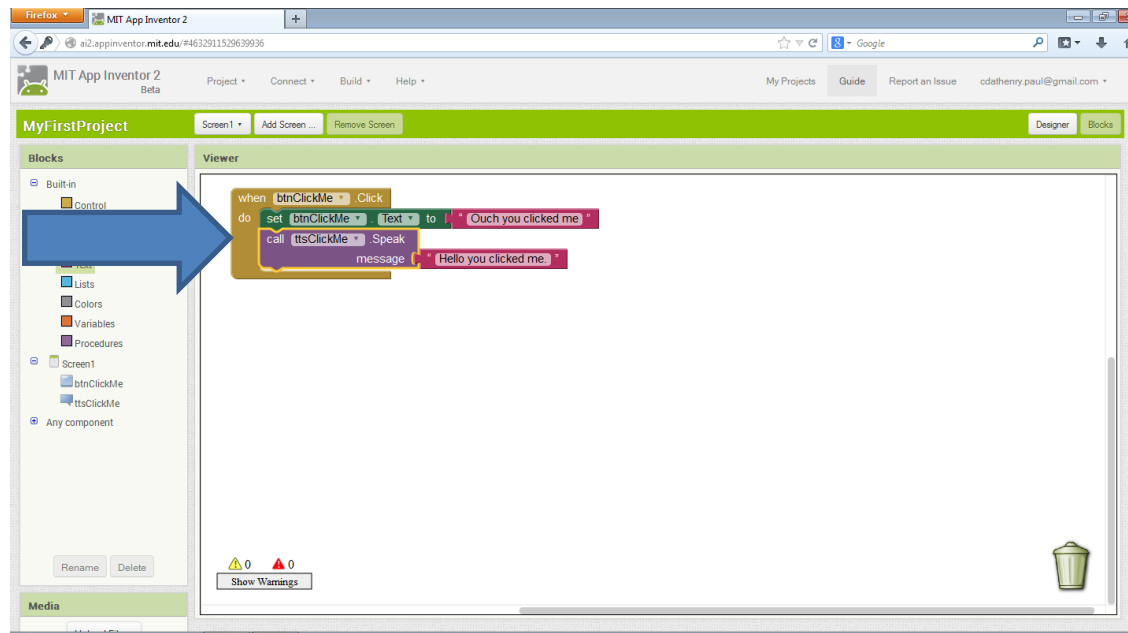 Firefox
MIT App Inventor 2
+
ai2.appinventor.mit.edu/#4632911529639936
Google
MIT App Inventor 2
Beta
Project
Connect
Build
Help
My Projects
Guide
Report an Issue
cdathenry.paul@gmail.com
MyFirstProject
Screen1
Add Screen ...
Remove Screen
Designer
Blocks
Blocks
Viewer
Built-in
Control
Text
Lists
Colors
Variables
Procedures
Screen1
btnClickMe
ttsClickMe
Any component
when btnClickMe .Click
do set btnClickMe . Text to " Ouch you clicked me "
call ttsClickMe .Speak
message " Hello you clicked me. "
Rename
Delete
0 0
Show Warnings
Media